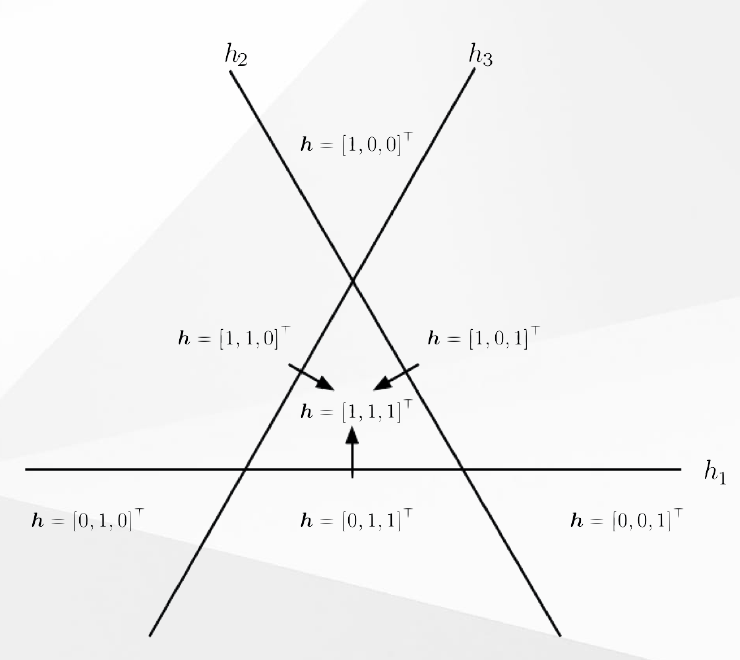 h₂
h₃
h = [1, 0, 0]⊤
h = [1, 1, 0]⊤
h = [1, 0, 1]⊤
h = [1, 1, 1]⊤
h₁
h = [0, 1, 0]⊤
h = [0, 1, 1]⊤
h = [0, 0, 1]⊤